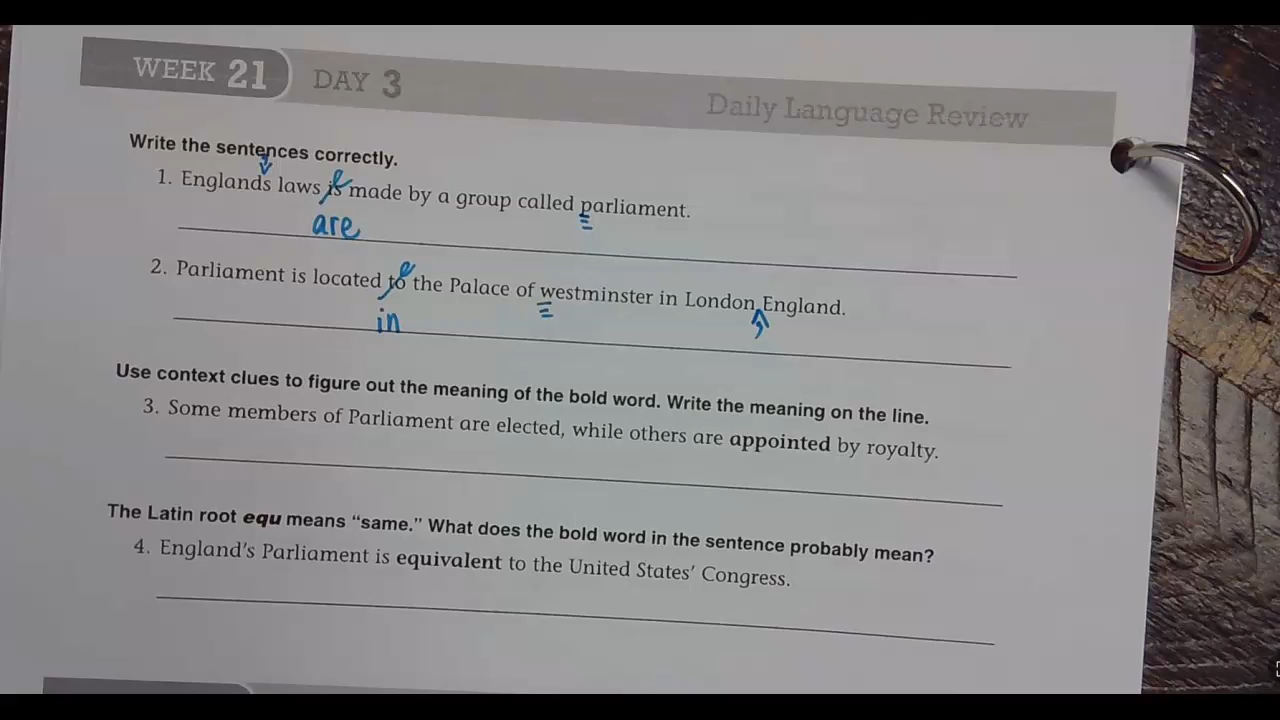 WEEK 21 DAY 3 Daily Language Review
Write the sentences correctly.
1. Englands laws is made by a group called parliament.
are
2. Parliament is located to the Palace of westminster in London England.
in
Use context clues to figure out the meaning of the bold word. Write the meaning on the line.
3. Some members of Parliament are elected, while others are appointed by royalty.
The Latin root equ means “same.” What does the bold word in the sentence probably mean?
4. England’s Parliament is equivalent to the United States’ Congress.